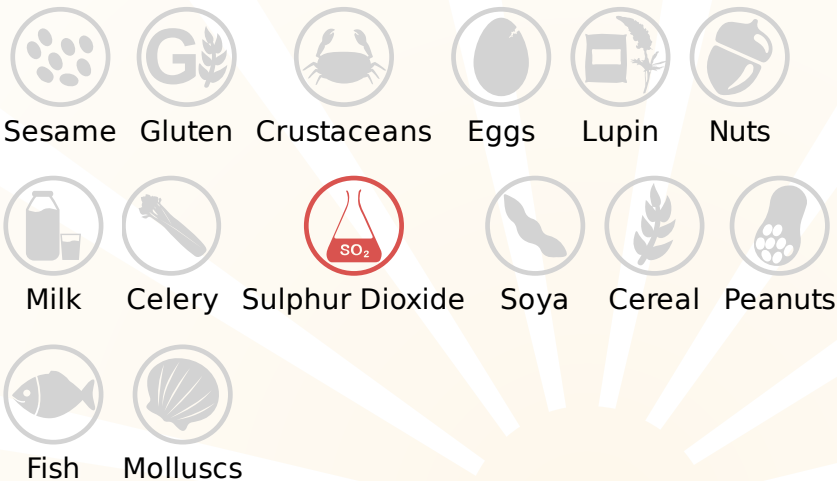 G
Sesame Gluten Crustaceans Eggs Lupin Nuts
SO₂
Milk Celery Sulphur Dioxide Soya Cereal Peanuts
Fish Molluscs